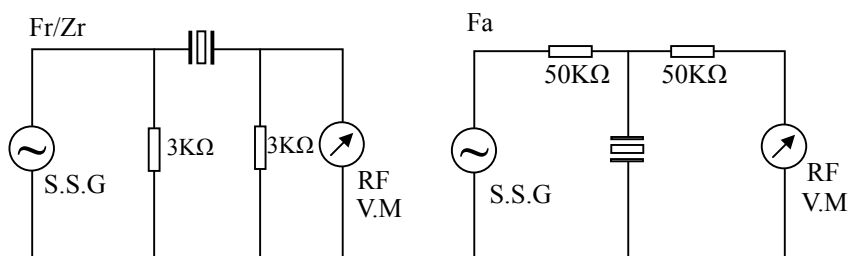 Fr/Zr
3KΩ
3KΩ
S.S.G
RF
V.M
Fa
50KΩ
50KΩ
S.S.G
RF
V.M